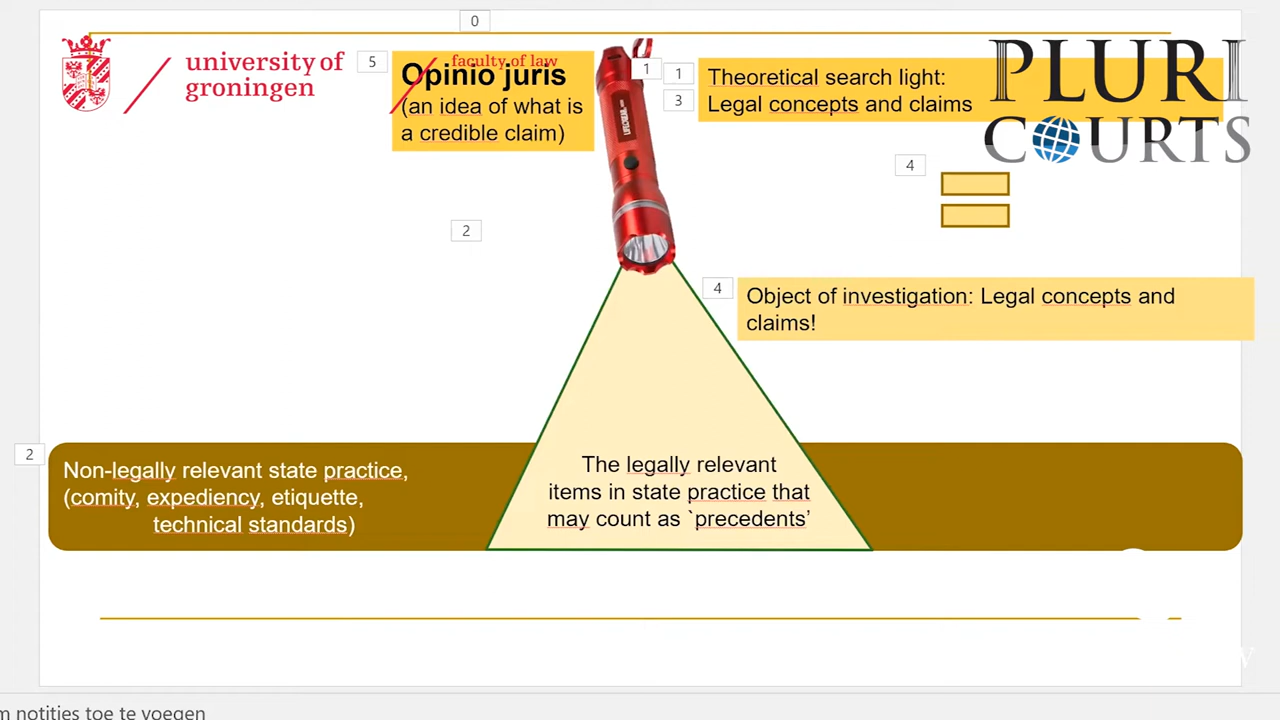 0
university of
groningen
5
faculty of law
Opinio juris
(an idea of what is
a credible claim)
1
1
3
Theoretical search light:
Legal concepts and claims
PLURI
COURTS
4
2
4
Object of investigation: Legal concepts and
claims!
2
Non-legally relevant state practice,
(comity, expediency, etiquette,
technical standards)
The legally relevant
items in state practice that
may count as `precedents’
notities toe te voegen